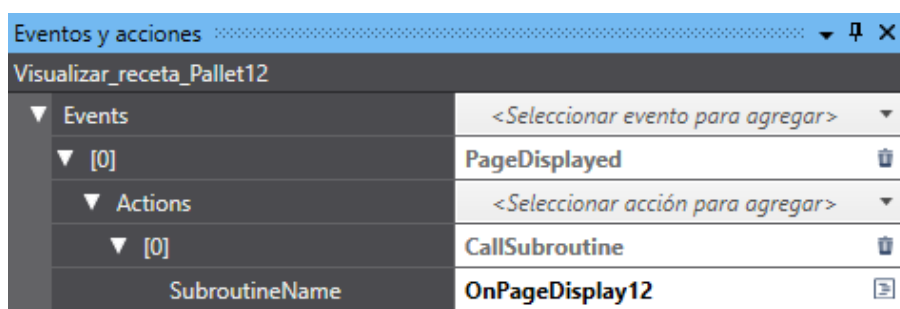 Eventos y acciones
Visualizar_receta_Pallet12
Events <Seleccionar evento para agregar>
[0] PageDisplayed
Actions <Seleccionar acción para agregar>
[0] CallSubroutine
SubroutineName OnPageDisplay12